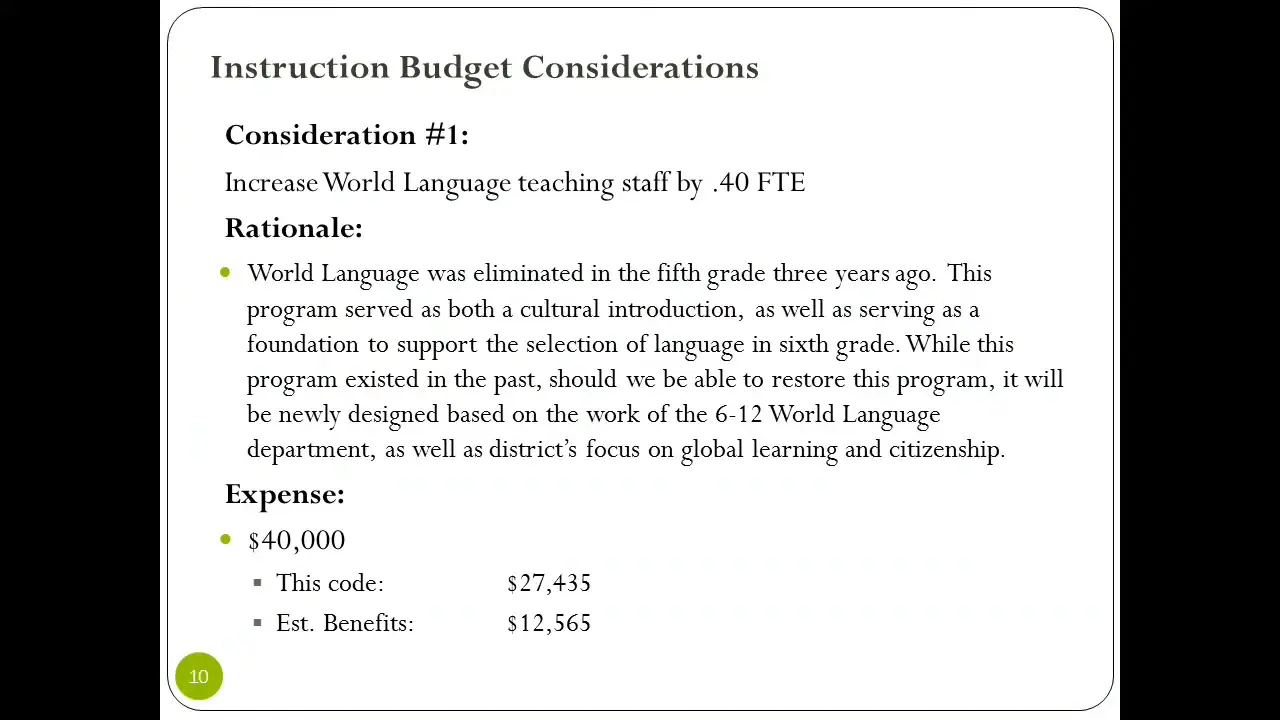 Instruction Budget Considerations
Consideration #1:
Increase World Language teaching staff by .40 FTE
Rationale:
World Language was eliminated in the fifth grade three years ago. This
program served as both a cultural introduction, as well as serving as a
foundation to support the selection of language in sixth grade. While this
program existed in the past, should we be able to restore this program, it will
be newly designed based on the work of the 6-12 World Language
department, as well as district’s focus on global learning and citizenship.
Expense:
$40,000
This code: $27,435
Est. Benefits: $12,565
10